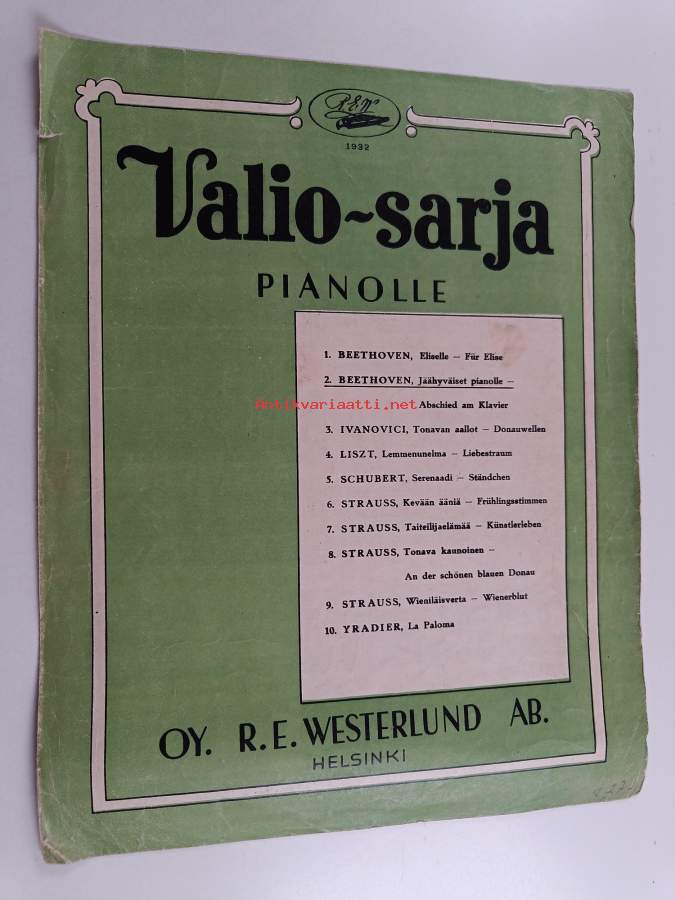 R.E.W.
1932
Valio-sarja
PIANOLLE
1. BEETHOVEN, Eliselle – Für Elise
2. BEETHOVEN, Jäähyväiset pianolle –
Abschied am Klavier
Antikvariaatti.net
3. IVANOVICI, Tonavan aallot – Donauwellen
4. LISZT, Lemmenunelma – Liebestraum
5. SCHUBERT, Serenaadi – Ständchen
6. STRAUSS, Kevään ääniä – Frühlingsstimmen
7. STRAUSS, Taiteilijaelämää – Künstlerleben
8. STRAUSS, Tonava kaunoinen –
An der schönen blauen Donau
9. STRAUSS, Wieniläisverta – Wienerblut
10. YRADIER, La Paloma
OY. R.E. WESTERLUND AB.
HELSINKI